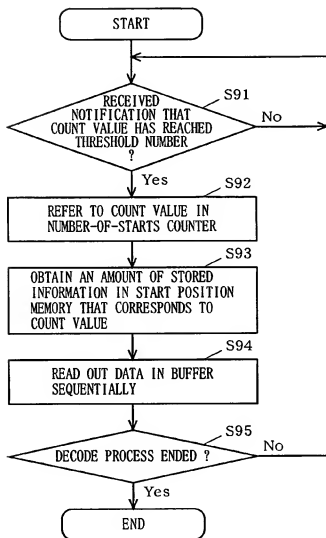 START
S91
RECEIVED
NOTIFICATION THAT
COUNT VALUE HAS REACHED
THRESHOLD NUMBER
?
No
Yes
S92
REFER TO COUNT VALUE IN
NUMBER-OF-STARTS COUNTER
S93
OBTAIN AN AMOUNT OF STORED
INFORMATION IN START POSITION
MEMORY THAT CORRESPONDS TO
COUNT VALUE
S94
READ OUT DATA IN BUFFER
SEQUENTIALLY
S95
DECODE PROCESS ENDED ?
No
Yes
END